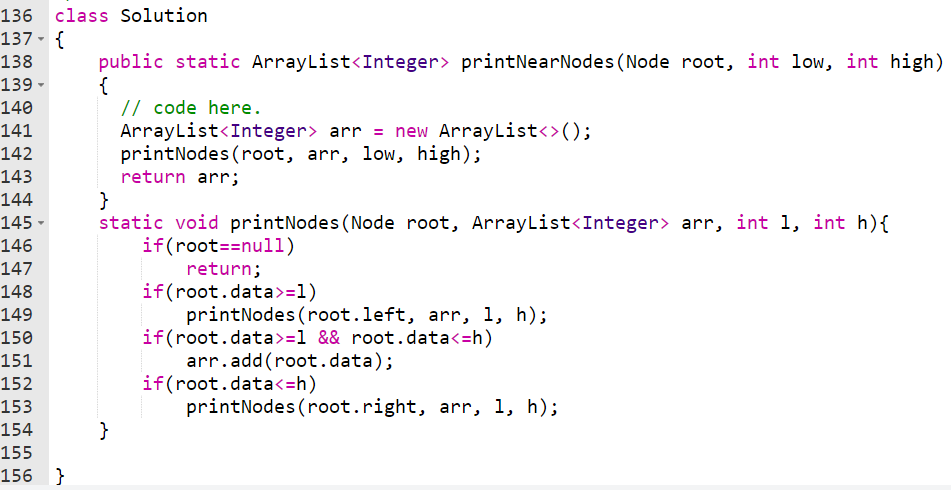 136 class Solution
137 {
138 public static ArrayList<Integer> printNearNodes(Node root, int low, int high)
139 {
140 // code here.
141 ArrayList<Integer> arr = new ArrayList<>();
142 printNodes(root, arr, low, high);
143 return arr;
144 }
145 static void printNodes(Node root, ArrayList<Integer> arr, int l, int h){
146 if(root==null)
147 return;
148 if(root.data>=l)
149 printNodes(root.left, arr, l, h);
150 if(root.data>=l && root.data<=h)
151 arr.add(root.data);
152 if(root.data<=h)
153 printNodes(root.right, arr, l, h);
154 }
155
156 }